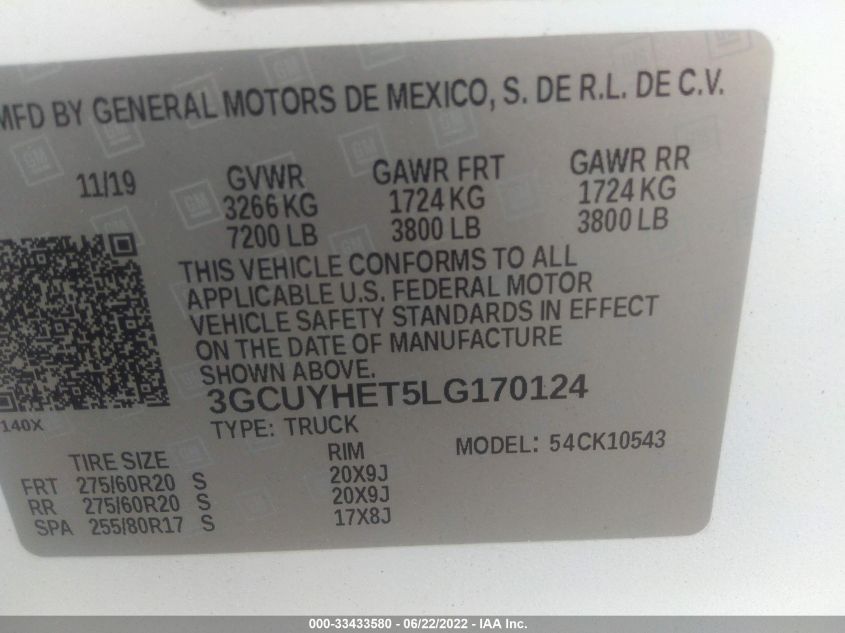 MFD BY GENERAL MOTORS DE MEXICO, S. DE R.L. DE C.V.
11/19
GVWR
3266 KG
7200 LB
GAWR FRT
1724 KG
3800 LB
GAWR RR
1724 KG
3800 LB
THIS VEHICLE CONFORMS TO ALL
APPLICABLE U.S. FEDERAL MOTOR
VEHICLE SAFETY STANDARDS IN EFFECT
ON THE DATE OF MANUFACTURE
SHOWN ABOVE.
3GCUYHET5LG170124
140X
TYPE: TRUCK
MODEL: 54CK10543
TIRE SIZE RIM
FRT 275/60R20 S 20X9J
RR 275/60R20 S 20X9J
SPA 255/80R17 S 17X8J
000-33433580 - 06/22/2022 - IAA Inc.